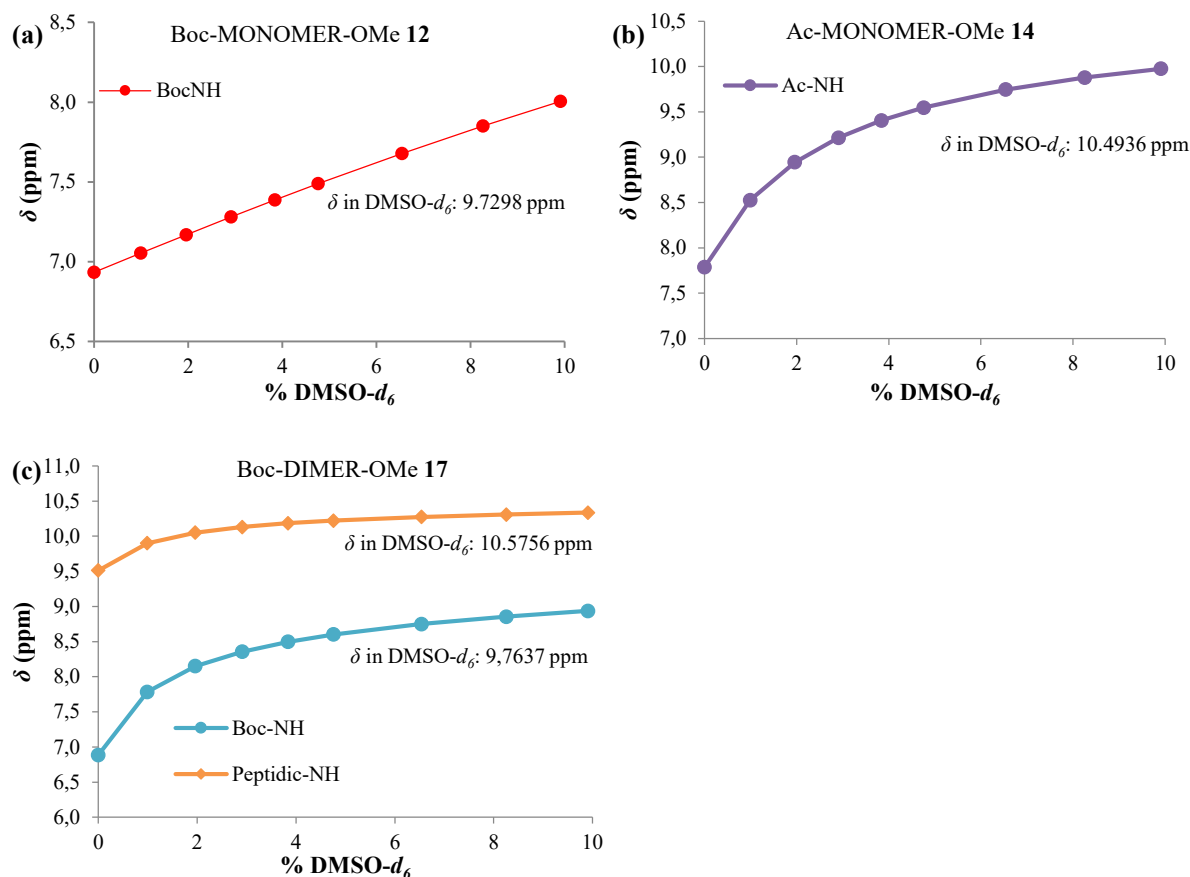 (a)
Boc-MONOMER-OMe 12
8,5
8,0
7,5
7,0
6,5
δ (ppm)
BocNH
δ in DMSO-d6: 9.7298 ppm
0 2 4 6 8 10
% DMSO-d6
(b)
Ac-MONOMER-OMe 14
10,5
10,0
9,5
9,0
8,5
8,0
7,5
7,0
δ (ppm)
Ac-NH
δ in DMSO-d6: 10.4936 ppm
0 2 4 6 8 10
% DMSO-d6
(c)
Boc-DIMER-OMe 17
11,0
10,5
10,0
9,5
9,0
8,5
8,0
7,5
7,0
6,5
6,0
δ (ppm)
δ in DMSO-d6: 10.5756 ppm
δ in DMSO-d6: 9,7637 ppm
Boc-NH
Peptidic-NH
0 2 4 6 8 10
% DMSO-d6